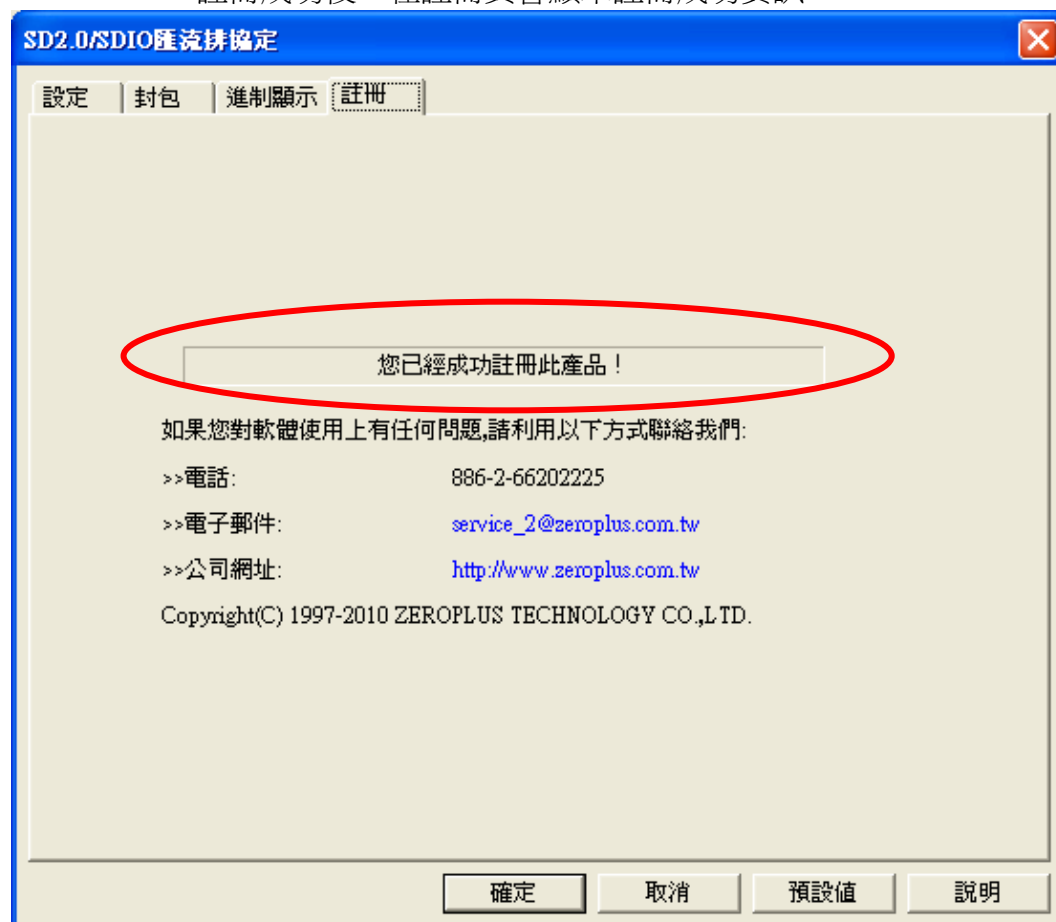 SD2.0/SDIO匯流排協定
設定 封包 進制顯示 註冊
您已經成功註冊此產品！
如果您對軟體使用上有任何問題,請利用以下方式聯絡我們:
>>電話: 886-2-66202225
>>電子郵件: service_2@zeroplus.com.tw
>>公司網址: http://www.zeroplus.com.tw
Copyright(C) 1997-2010 ZEROPLUS TECHNOLOGY CO.,LTD.
確定 取消 預設值 説明